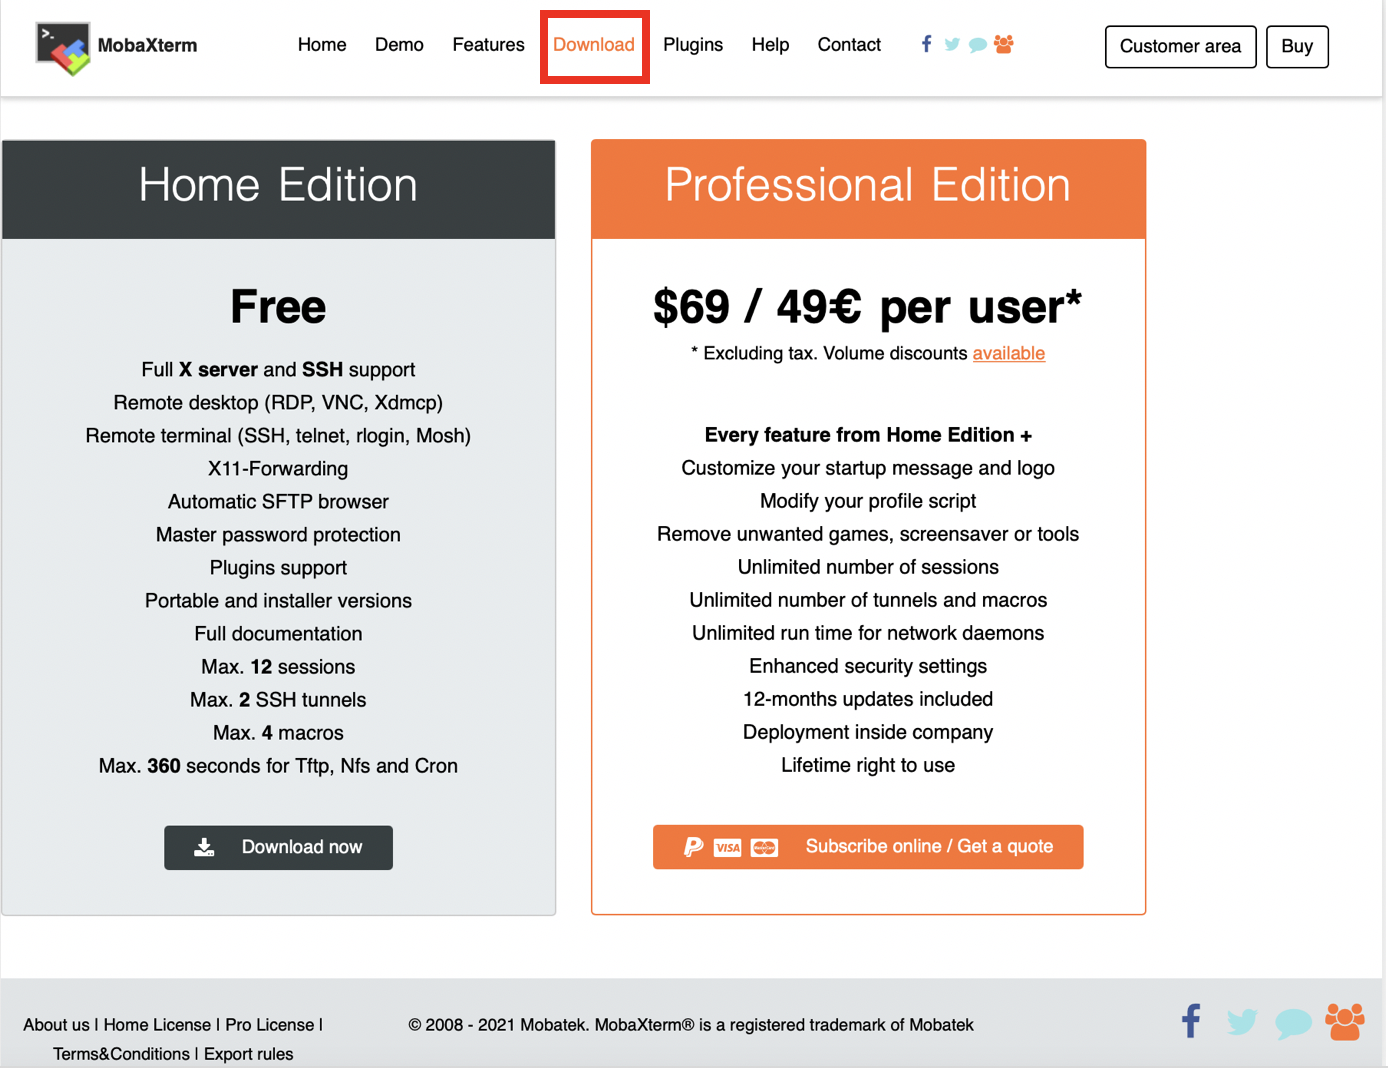 MobaXterm
Home Demo Features Download Plugins Help Contact
Customer area
Buy
Home Edition
Free
Full X server and SSH support
Remote desktop (RDP, VNC, Xdmcp)
Remote terminal (SSH, telnet, rlogin, Mosh)
X11-Forwarding
Automatic SFTP browser
Master password protection
Plugins support
Portable and installer versions
Full documentation
Max. 12 sessions
Max. 2 SSH tunnels
Max. 4 macros
Max. 360 seconds for Tftp, Nfs and Cron
Download now
Professional Edition
$69 / 49€ per user*
* Excluding tax. Volume discounts available
Every feature from Home Edition +
Customize your startup message and logo
Modify your profile script
Remove unwanted games, screensaver or tools
Unlimited number of sessions
Unlimited number of tunnels and macros
Unlimited run time for network daemons
Enhanced security settings
12-months updates included
Deployment inside company
Lifetime right to use
VISA Subscribe online / Get a quote
About us | Home License | Pro License |
Terms&Conditions | Export rules
© 2008 - 2021 Mobatek. MobaXterm® is a registered trademark of Mobatek